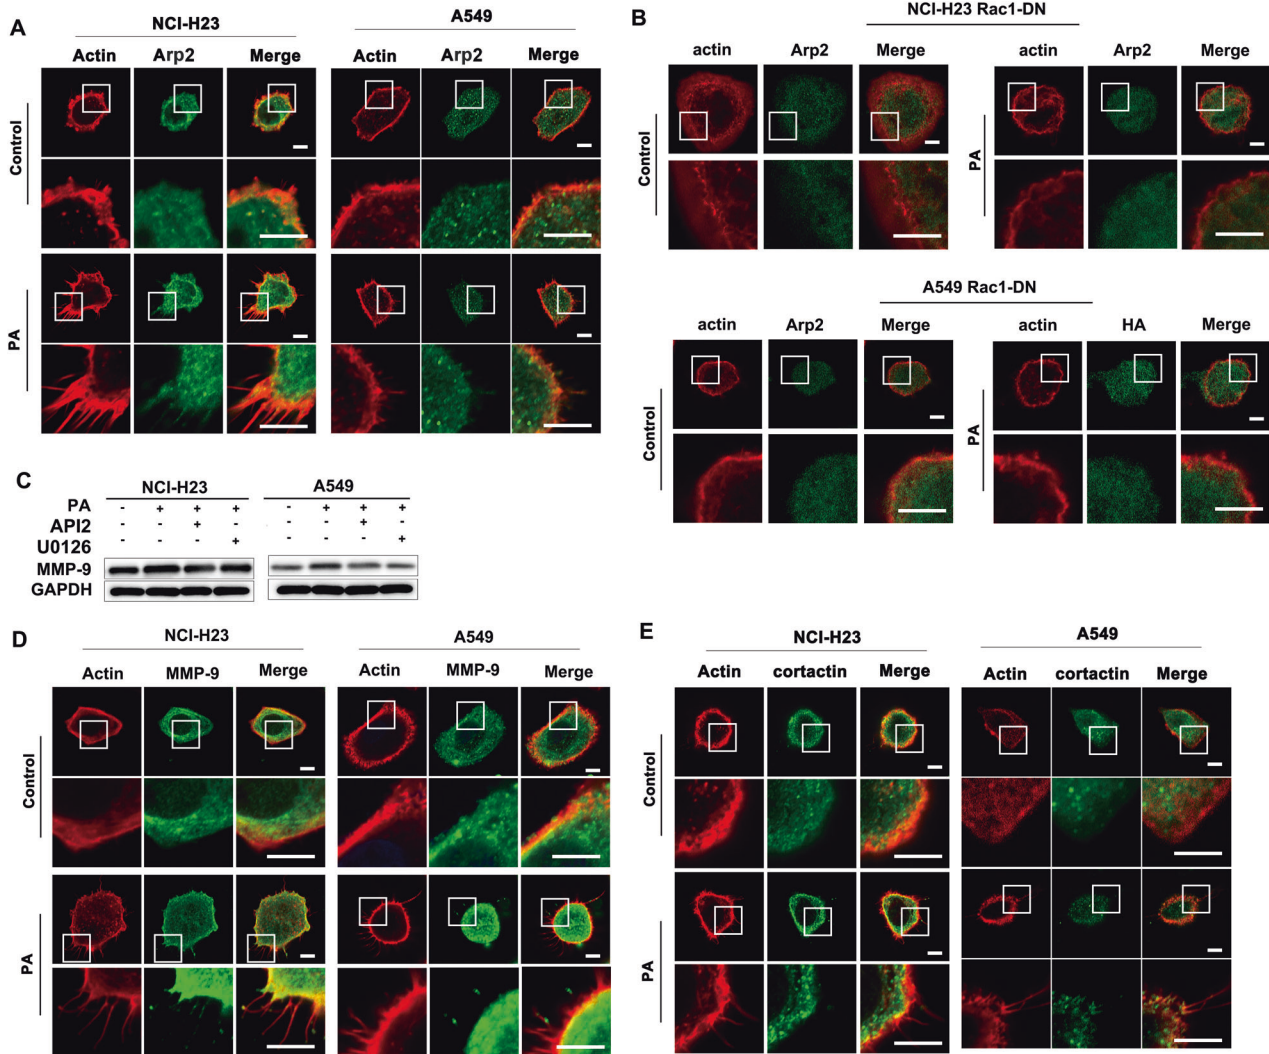 A
NCI-H23
A549
Actin Arp2 Merge Actin Arp2 Merge
Control
PA
B
NCI-H23 Rac1-DN
actin Arp2 Merge actin Arp2 Merge
Control
PA
A549 Rac1-DN
actin Arp2 Merge actin HA Merge
Control
PA
C
NCI-H23 A549
PA - + + + - + + +
API2 - - + - - - + -
U0126 - - - + - - - +
MMP-9
GAPDH
D
NCI-H23 A549
Actin MMP-9 Merge Actin MMP-9 Merge
Control
PA
E
NCI-H23 A549
Actin cortactin Merge Actin cortactin Merge
Control
PA